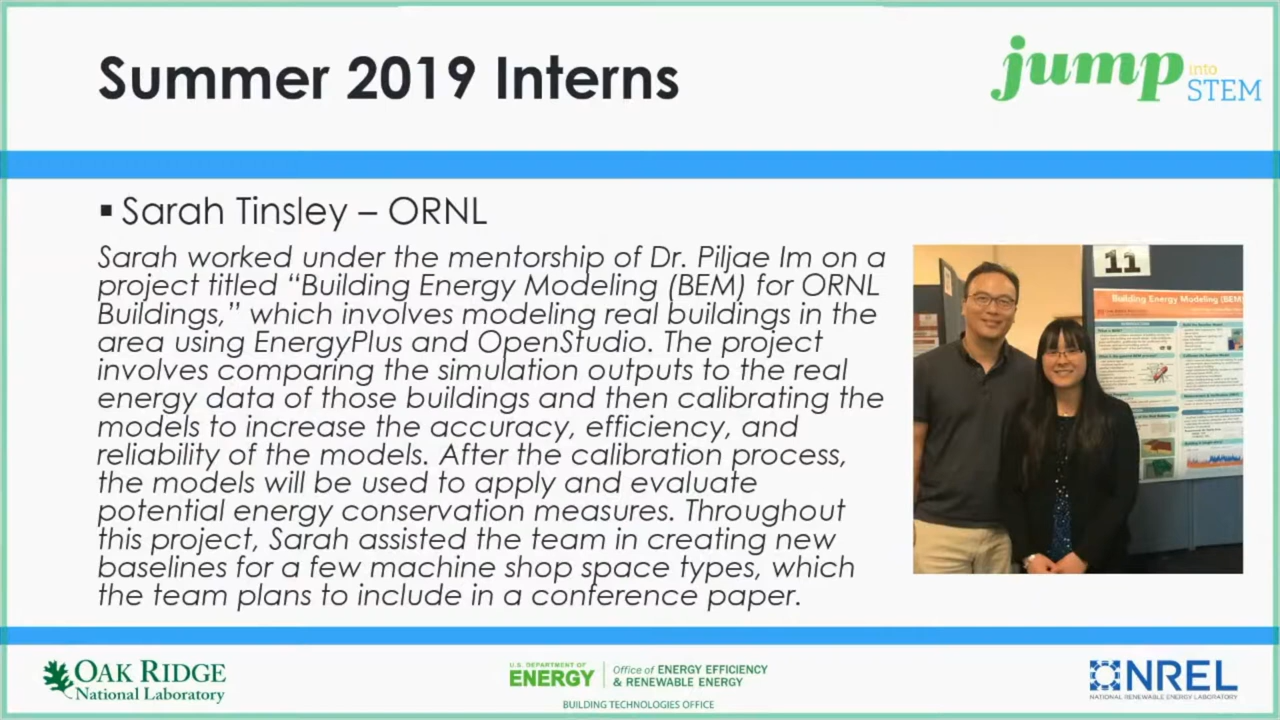 Summer 2019 Interns
jump into STEM
▪ Sarah Tinsley – ORNL
Sarah worked under the mentorship of Dr. Piljae Im on a
project titled “Building Energy Modeling (BEM) for ORNL
Buildings,” which involves modeling real buildings in the
area using EnergyPlus and OpenStudio. The project
involves comparing the simulation outputs to the real
energy data of those buildings and then calibrating the
models to increase the accuracy, efficiency, and
reliability of the models. After the calibration process,
the models will be used to apply and evaluate
potential energy conservation measures. Throughout
this project, Sarah assisted the team in creating new
baselines for a few machine shop space types, which
the team plans to include in a conference paper.
11
Building Energy Modeling (BEM)
OAK RIDGE
National Laboratory
U.S. DEPARTMENT OF
ENERGY
Office of ENERGY EFFICIENCY
& RENEWABLE ENERGY
BUILDING TECHNOLOGIES OFFICE
NREL
NATIONAL RENEWABLE ENERGY LABORATORY